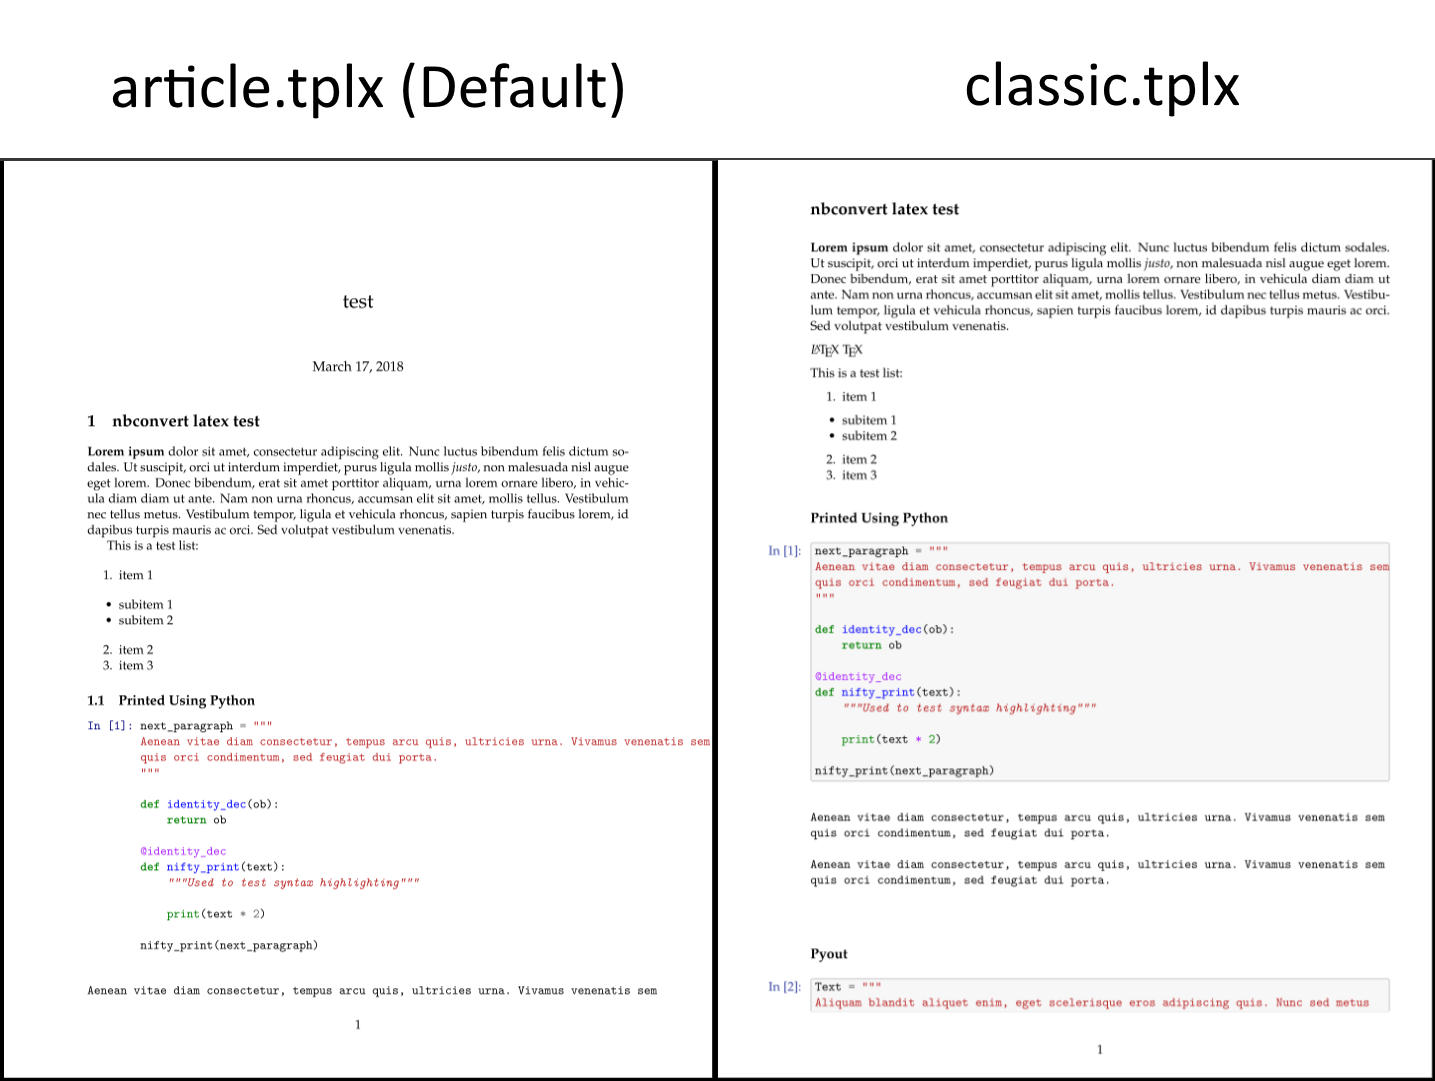 article.tplx (Default)
classic.tplx
test
March 17, 2018
1 nbconvert latex test
Lorem ipsum dolor sit amet, consectetur adipiscing elit. Nunc luctus bibendum felis dictum so-
dales. Ut suscipit, orci ut interdum imperdiet, purus ligula mollis justo, non malesuada nisl augue
eget lorem. Donec bibendum, erat sit amet porttitor aliquam, urna lorem ornare libero, in vehic-
ula diam diam ut ante. Nam non urna rhoncus, accumsan elit sit amet, mollis tellus. Vestibulum
nec tellus metus. Vestibulum tempor, ligula et vehicula rhoncus, sapien turpis faucibus lorem, id
dapibus turpis mauris ac orci. Sed volutpat vestibulum venenatis.
This is a test list:
1. item 1
• subitem 1
• subitem 2
2. item 2
3. item 3
1.1 Printed Using Python
In [1]: next_paragraph = """
Aenean vitae diam consectetur, tempus arcu quis, ultricies urna. Vivamus venenatis sem
quis orci condimentum, sed feugiat dui porta.
"""
def identity_dec(ob):
return ob
@identity_dec
def nifty_print(text):
"""Used to test syntax highlighting"""
print(text * 2)
nifty_print(next_paragraph)
Aenean vitae diam consectetur, tempus arcu quis, ultricies urna. Vivamus venenatis sem
1
nbconvert latex test
Lorem ipsum dolor sit amet, consectetur adipiscing elit. Nunc luctus bibendum felis dictum sodales.
Ut suscipit, orci ut interdum imperdiet, purus ligula mollis justo, non malesuada nisl augue eget lorem.
Donec bibendum, erat sit amet porttitor aliquam, urna lorem ornare libero, in vehicula diam diam ut
ante. Nam non urna rhoncus, accumsan elit sit amet, mollis tellus. Vestibulum nec tellus metus. Vestibu-
lum tempor, ligula et vehicula rhoncus, sapien turpis faucibus lorem, id dapibus turpis mauris ac orci.
Sed volutpat vestibulum venenatis.
LATEX TEX
This is a test list:
1. item 1
• subitem 1
• subitem 2
2. item 2
3. item 3
Printed Using Python
In [1]: next_paragraph = """
Aenean vitae diam consectetur, tempus arcu quis, ultricies urna. Vivamus venenatis sem
quis orci condimentum, sed feugiat dui porta.
"""
def identity_dec(ob):
return ob
@identity_dec
def nifty_print(text):
"""Used to test syntax highlighting"""
print(text * 2)
nifty_print(next_paragraph)
Aenean vitae diam consectetur, tempus arcu quis, ultricies urna. Vivamus venenatis sem
quis orci condimentum, sed feugiat dui porta.
Aenean vitae diam consectetur, tempus arcu quis, ultricies urna. Vivamus venenatis sem
quis orci condimentum, sed feugiat dui porta.
Pyout
In [2]: Text = """
Aliquam blandit aliquet enim, eget scelerisque eros adipiscing quis. Nunc sed metus
1